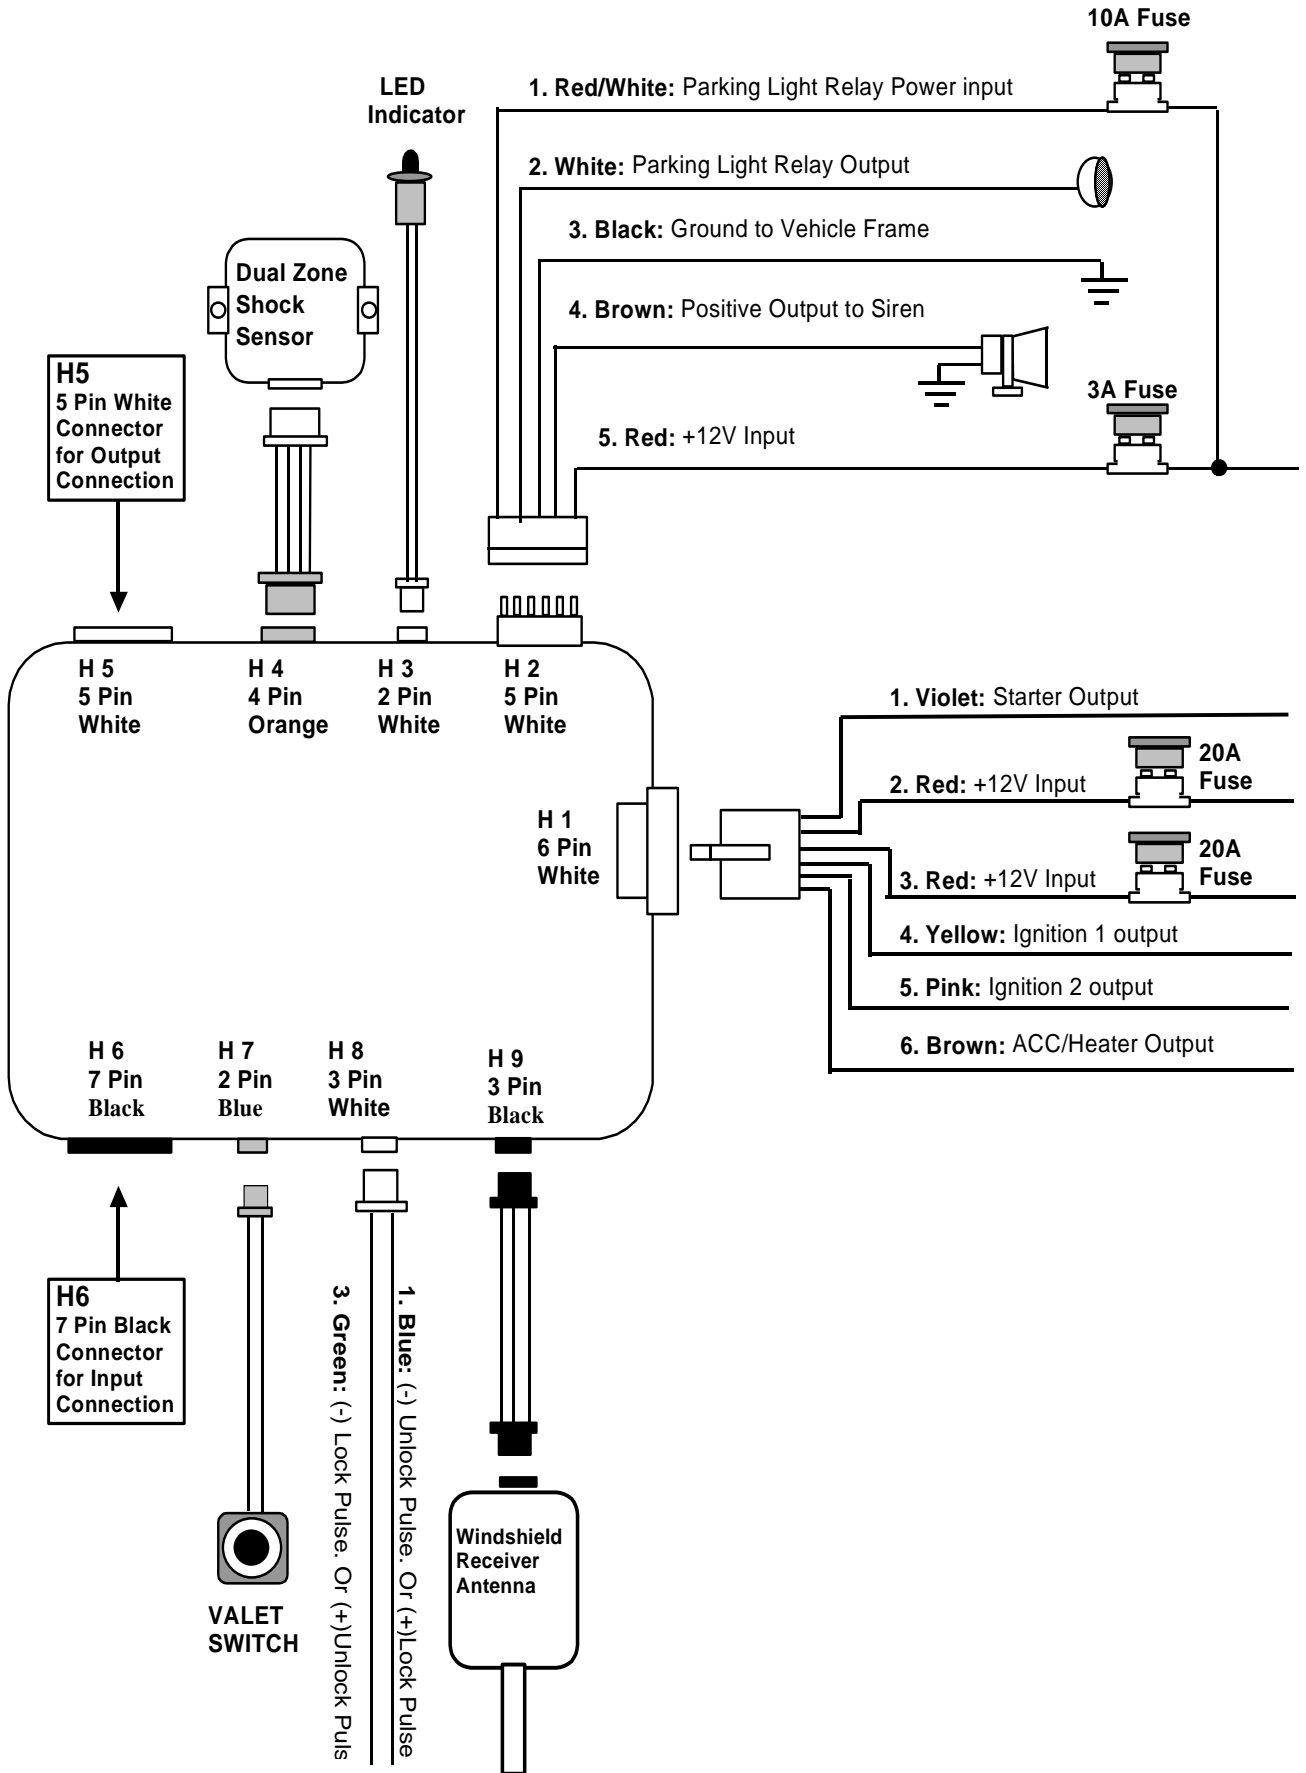 10A Fuse
LED
Indicator
1. Red/White: Parking Light Relay Power input
2. White: Parking Light Relay Output
3. Black: Ground to Vehicle Frame
Dual Zone
Shock
Sensor
4. Brown: Positive Output to Siren
H5
5 Pin White
Connector
for Output
Connection
3A Fuse
5. Red: +12V Input
H 5
5 Pin
White
H 4
4 Pin
Orange
H 3
2 Pin
White
H 2
5 Pin
White
1. Violet: Starter Output
20A
Fuse
2. Red: +12V Input
H 1
6 Pin
White
20A
Fuse
3. Red: +12V Input
4. Yellow: Ignition 1 output
5. Pink: Ignition 2 output
6. Brown: ACC/Heater Output
H 6
7 Pin
Black
H 7
2 Pin
Blue
H 8
3 Pin
White
H 9
3 Pin
Black
H6
7 Pin Black
Connector
for Input
Connection
1. Blue: (-) Unlock Pulse. Or (+)Lock Pulse
3. Green: (-) Lock Pulse. Or (+)Unlock Puls
Windshield
Receiver
Antenna
VALET
SWITCH